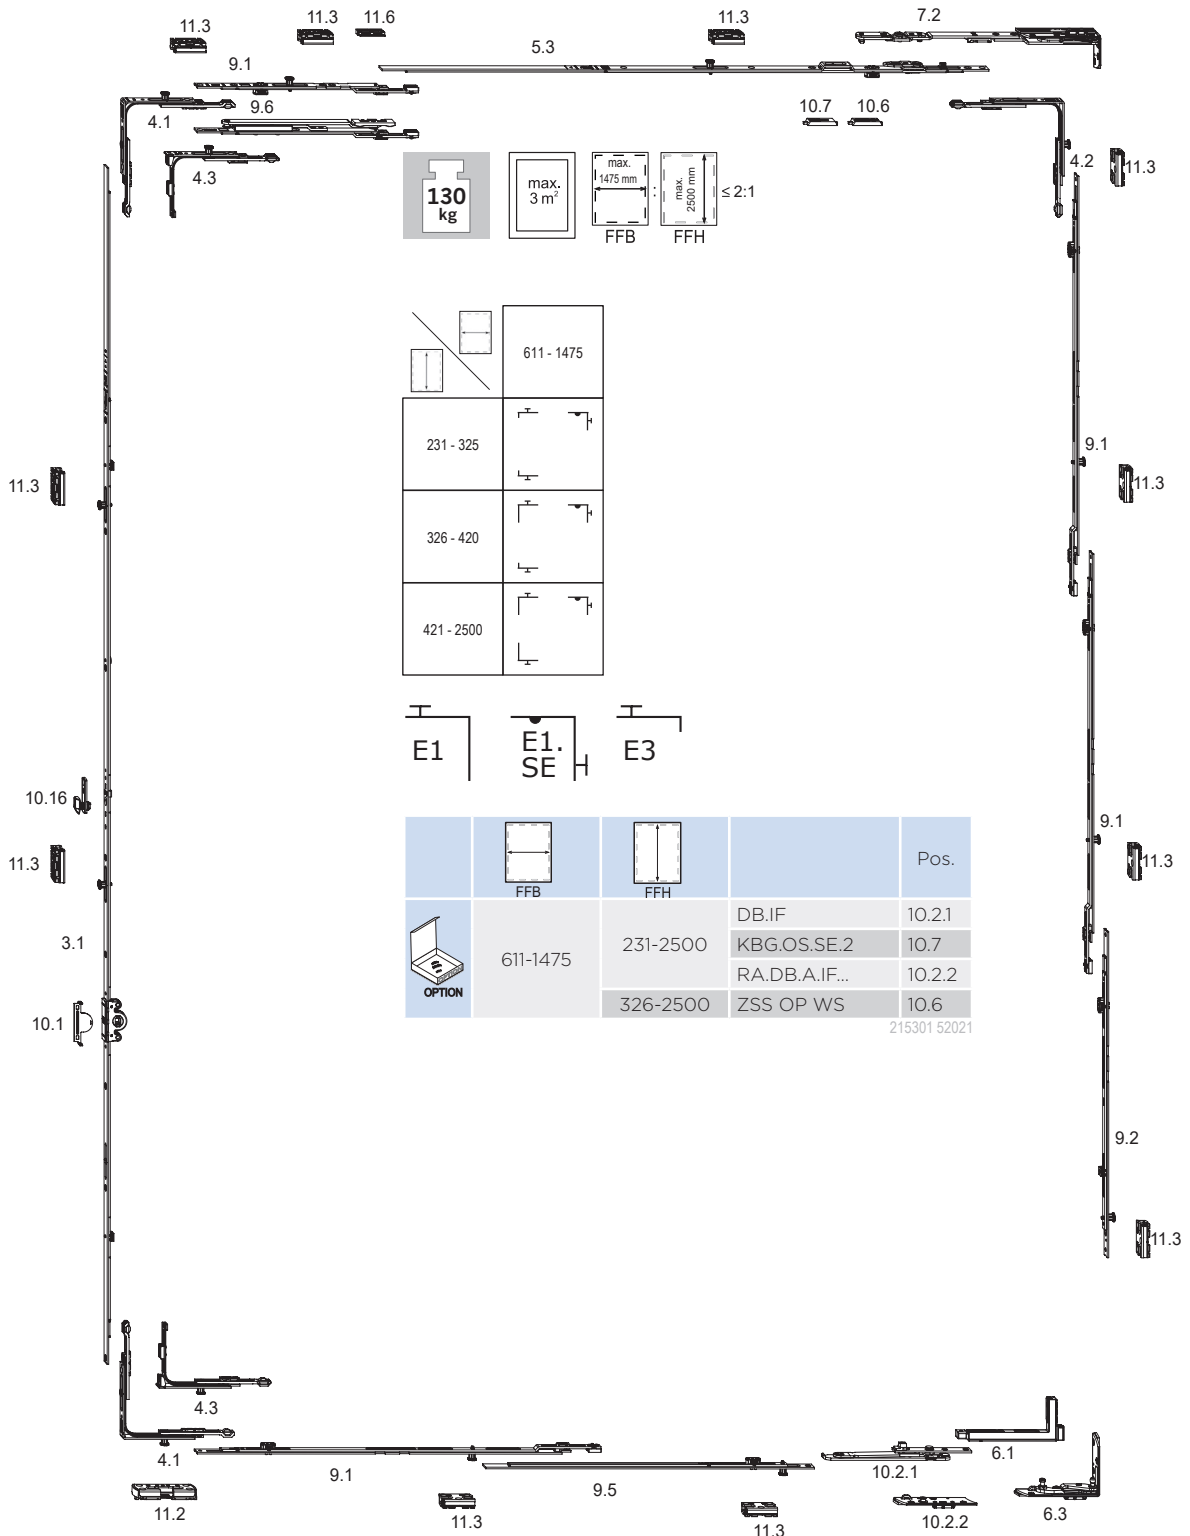 11.3
11.3
11.6
11.3
7.2
5.3
9.1
4.1
9.6
10.7
10.6
4.3
4.2
11.3
130
kg
max.
3 m²
max.
1475 mm
FFB
:
max.
2500 mm
FFH
≤ 2:1
611 - 1475
231 - 325
326 - 420
421 - 2500
11.3
9.1
11.3
E1
E1.
SE
E3
10.16
11.3
9.1
11.3
3.1
10.1
FFB
FFH
Pos.
OPTION
611-1475
231-2500
DB.IF
10.2.1
KBG.OS.SE.2
10.7
RA.DB.A.IF...
10.2.2
326-2500
ZSS OP WS
10.6
215301 52021
9.2
11.3
4.3
4.1
9.1
9.5
10.2.1
6.1
11.2
11.3
11.3
10.2.2
6.3